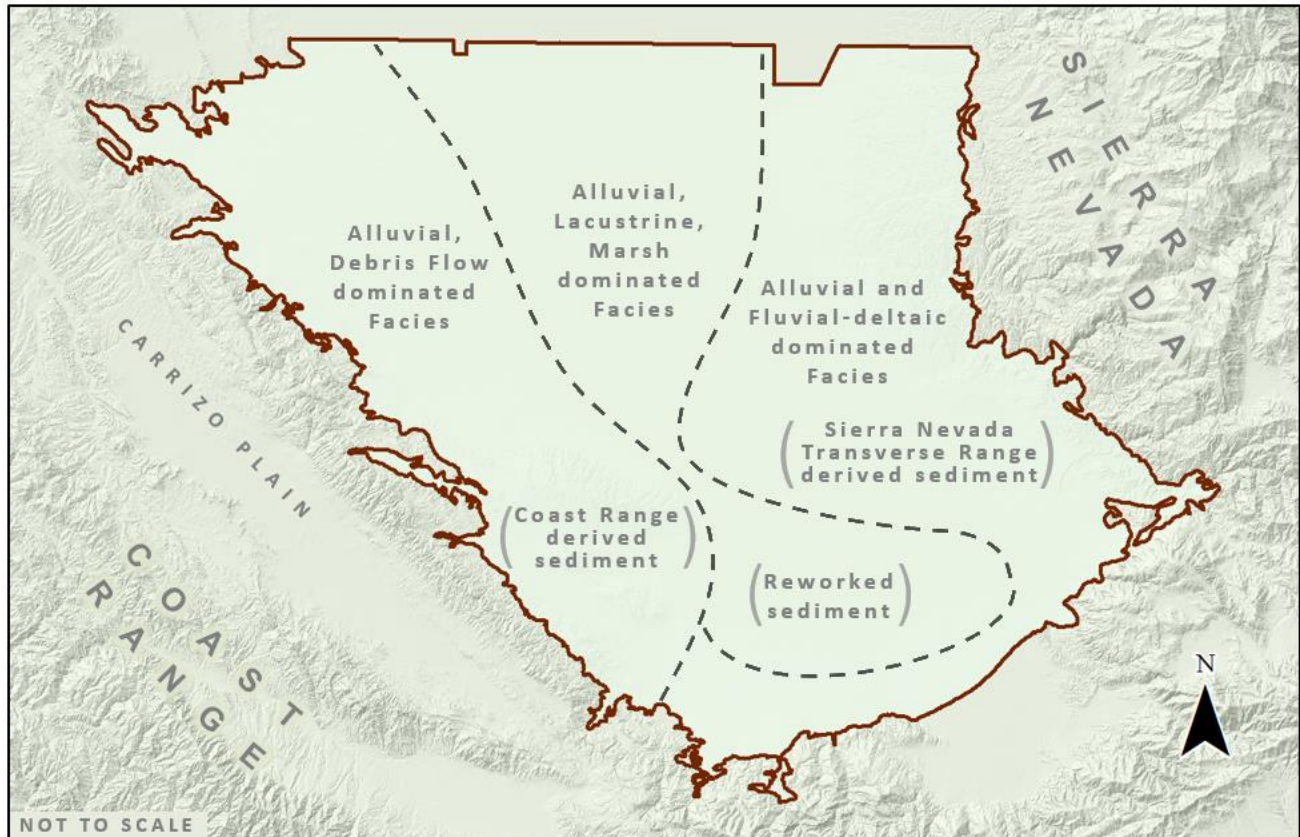 SIERRA
NEVADA
Alluvial,
Lacustrine,
Marsh
dominated
Facies
Alluvial,
Debris Flow
dominated
Facies
Alluvial and
Fluvial-deltaic
dominated
Facies
CARRIZO PLAIN
(Sierra Nevada
Transverse Range
derived sediment)
(Coast Range
derived
sediment)
(Reworked
sediment)
COAST
RANGE
N
NOT TO SCALE